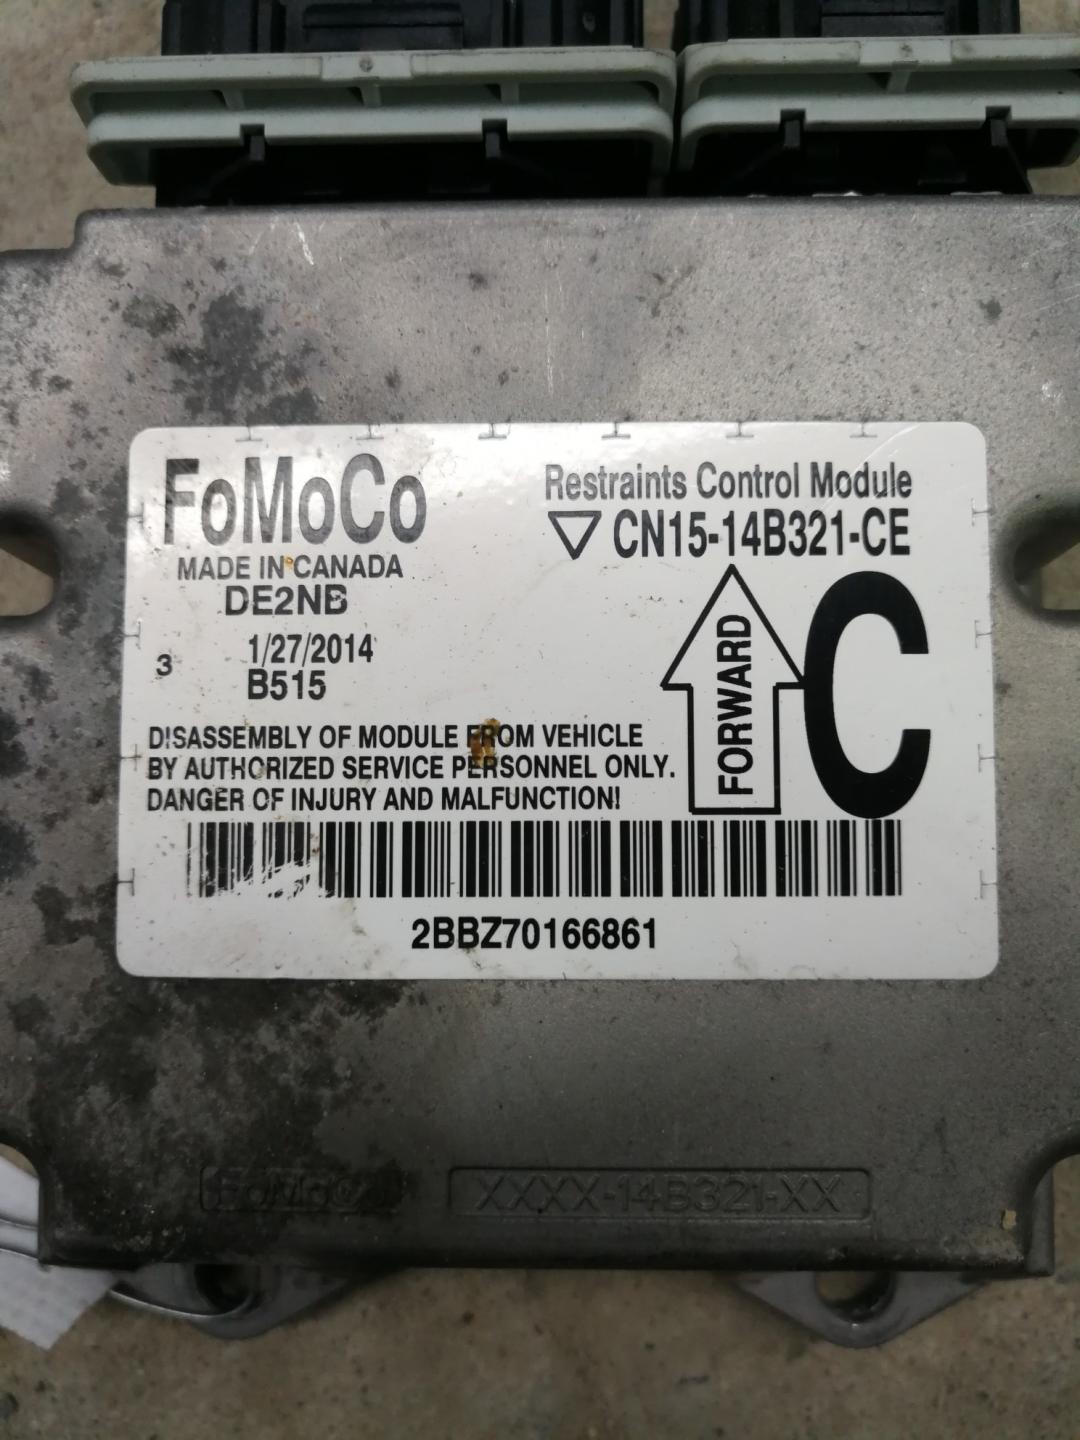 FoMoCo
MADE IN CANADA
DE2NB
3 1/27/2014
B515
Restraints Control Module
CN15-14B321-CE
FORWARD
C
DISASSEMBLY OF MODULE FROM VEHICLE
BY AUTHORIZED SERVICE PERSONNEL ONLY.
DANGER OF INJURY AND MALFUNCTION!
2BBZ70166861
FoMoCo XXXX-14B321-XX